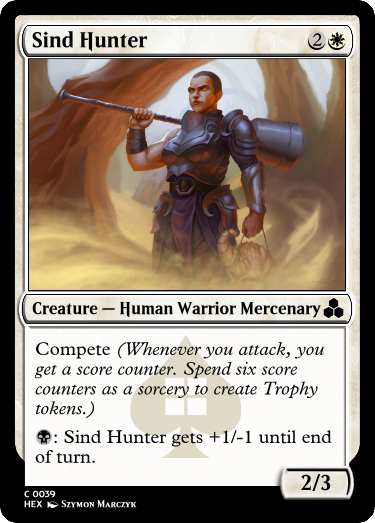 Sind Hunter 2
Creature — Human Warrior Mercenary
Compete (Whenever you attack, you
get a score counter. Spend six score
counters as a sorcery to create Trophy
tokens.)
: Sind Hunter gets +1/-1 until end
of turn.
2/3
C 0039
HEX Szymon Marczyk